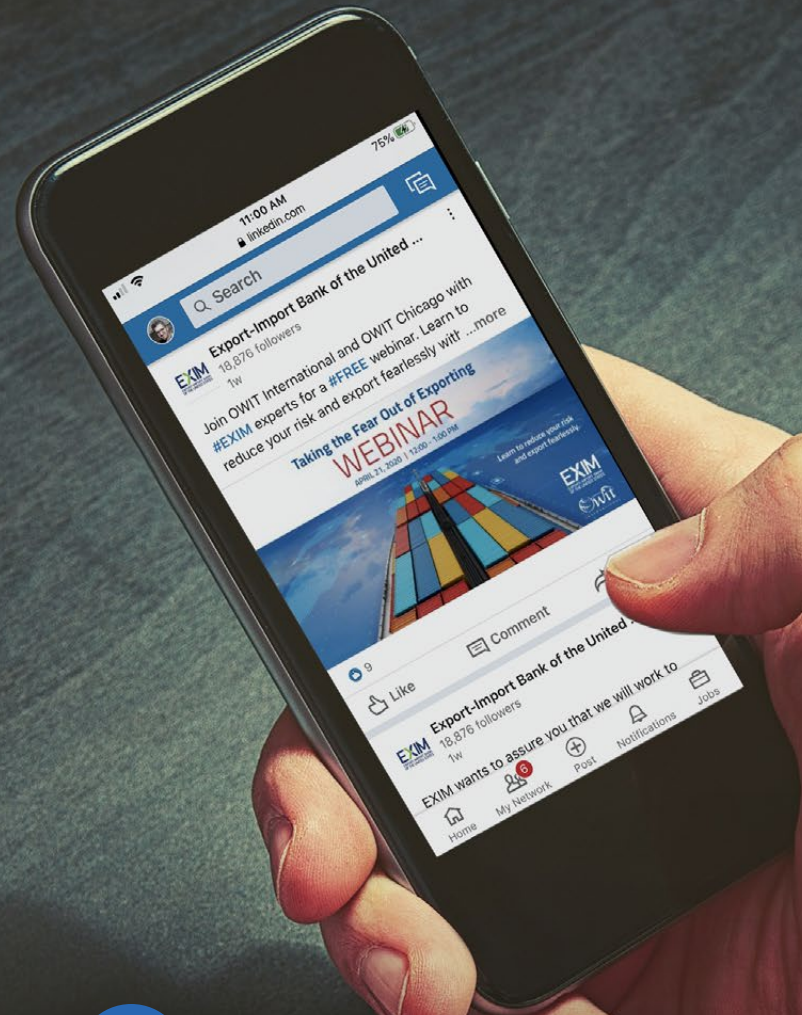 75%
11:00 AM
linkedin.com
Search
Export-Import Bank of the United ...
18,876 followers
1w
EXIM
Join OWIT International and OWIT Chicago with
#EXIM experts for a #FREE webinar. Learn to
reduce your risk and export fearlessly with ...more
Taking the Fear Out of Exporting
WEBINAR
APRIL 21, 2020 | 12:00 - 1:00 PM
Learn to reduce your risk
and export fearlessly.
EXIM
OWIT
9
Like
Comment
Export-Import Bank of the United .
18,876 followers
1w
EXIM
EXIM wants to assure you that we will work to
6
Home
My Network
Post
Notifications
Jobs